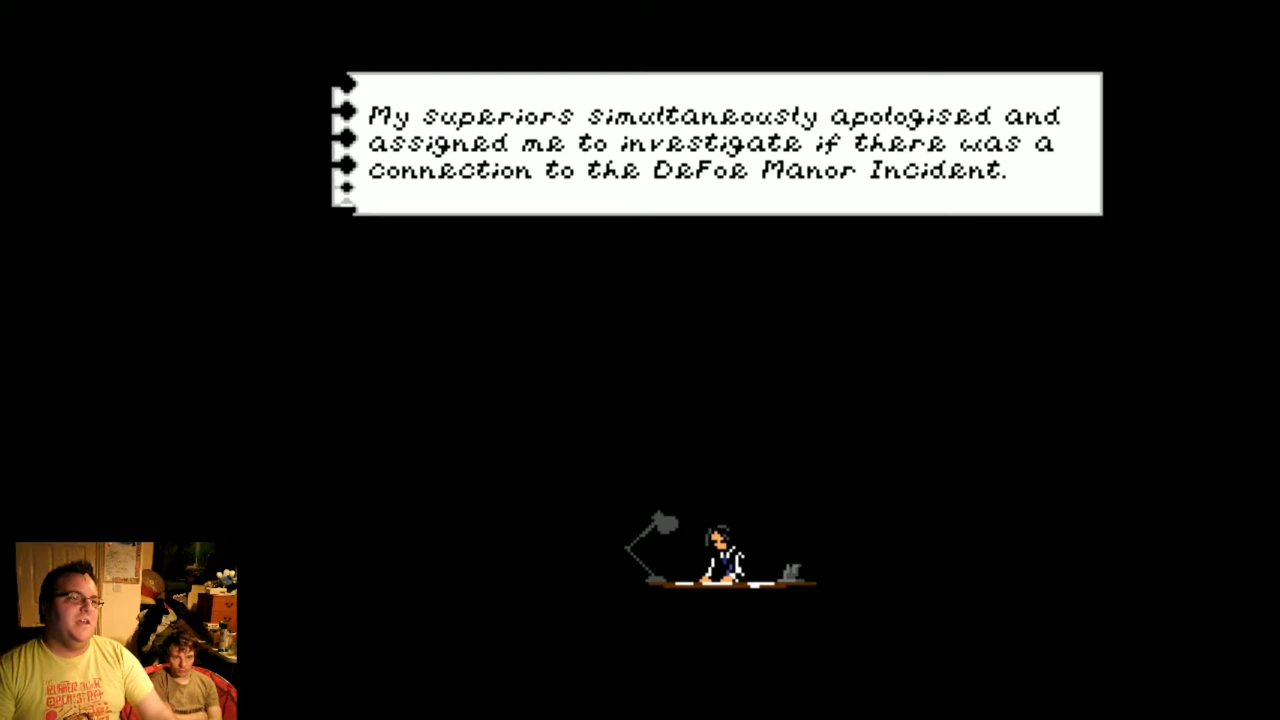 My superiors simultaneously apologised and
assigned me to investigate if there was a
connection to the DeFoe Manor Incident.